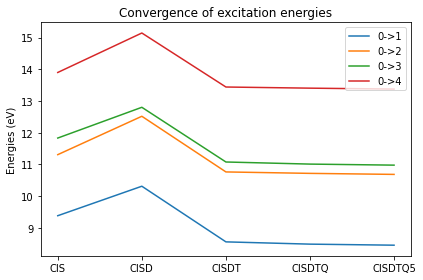 Convergence of excitation energies
Energies (eV)
15
14
13
12
11
10
9
0->1
0->2
0->3
0->4
CIS
CISD
CISDT
CISDTQ
CISDTQ5